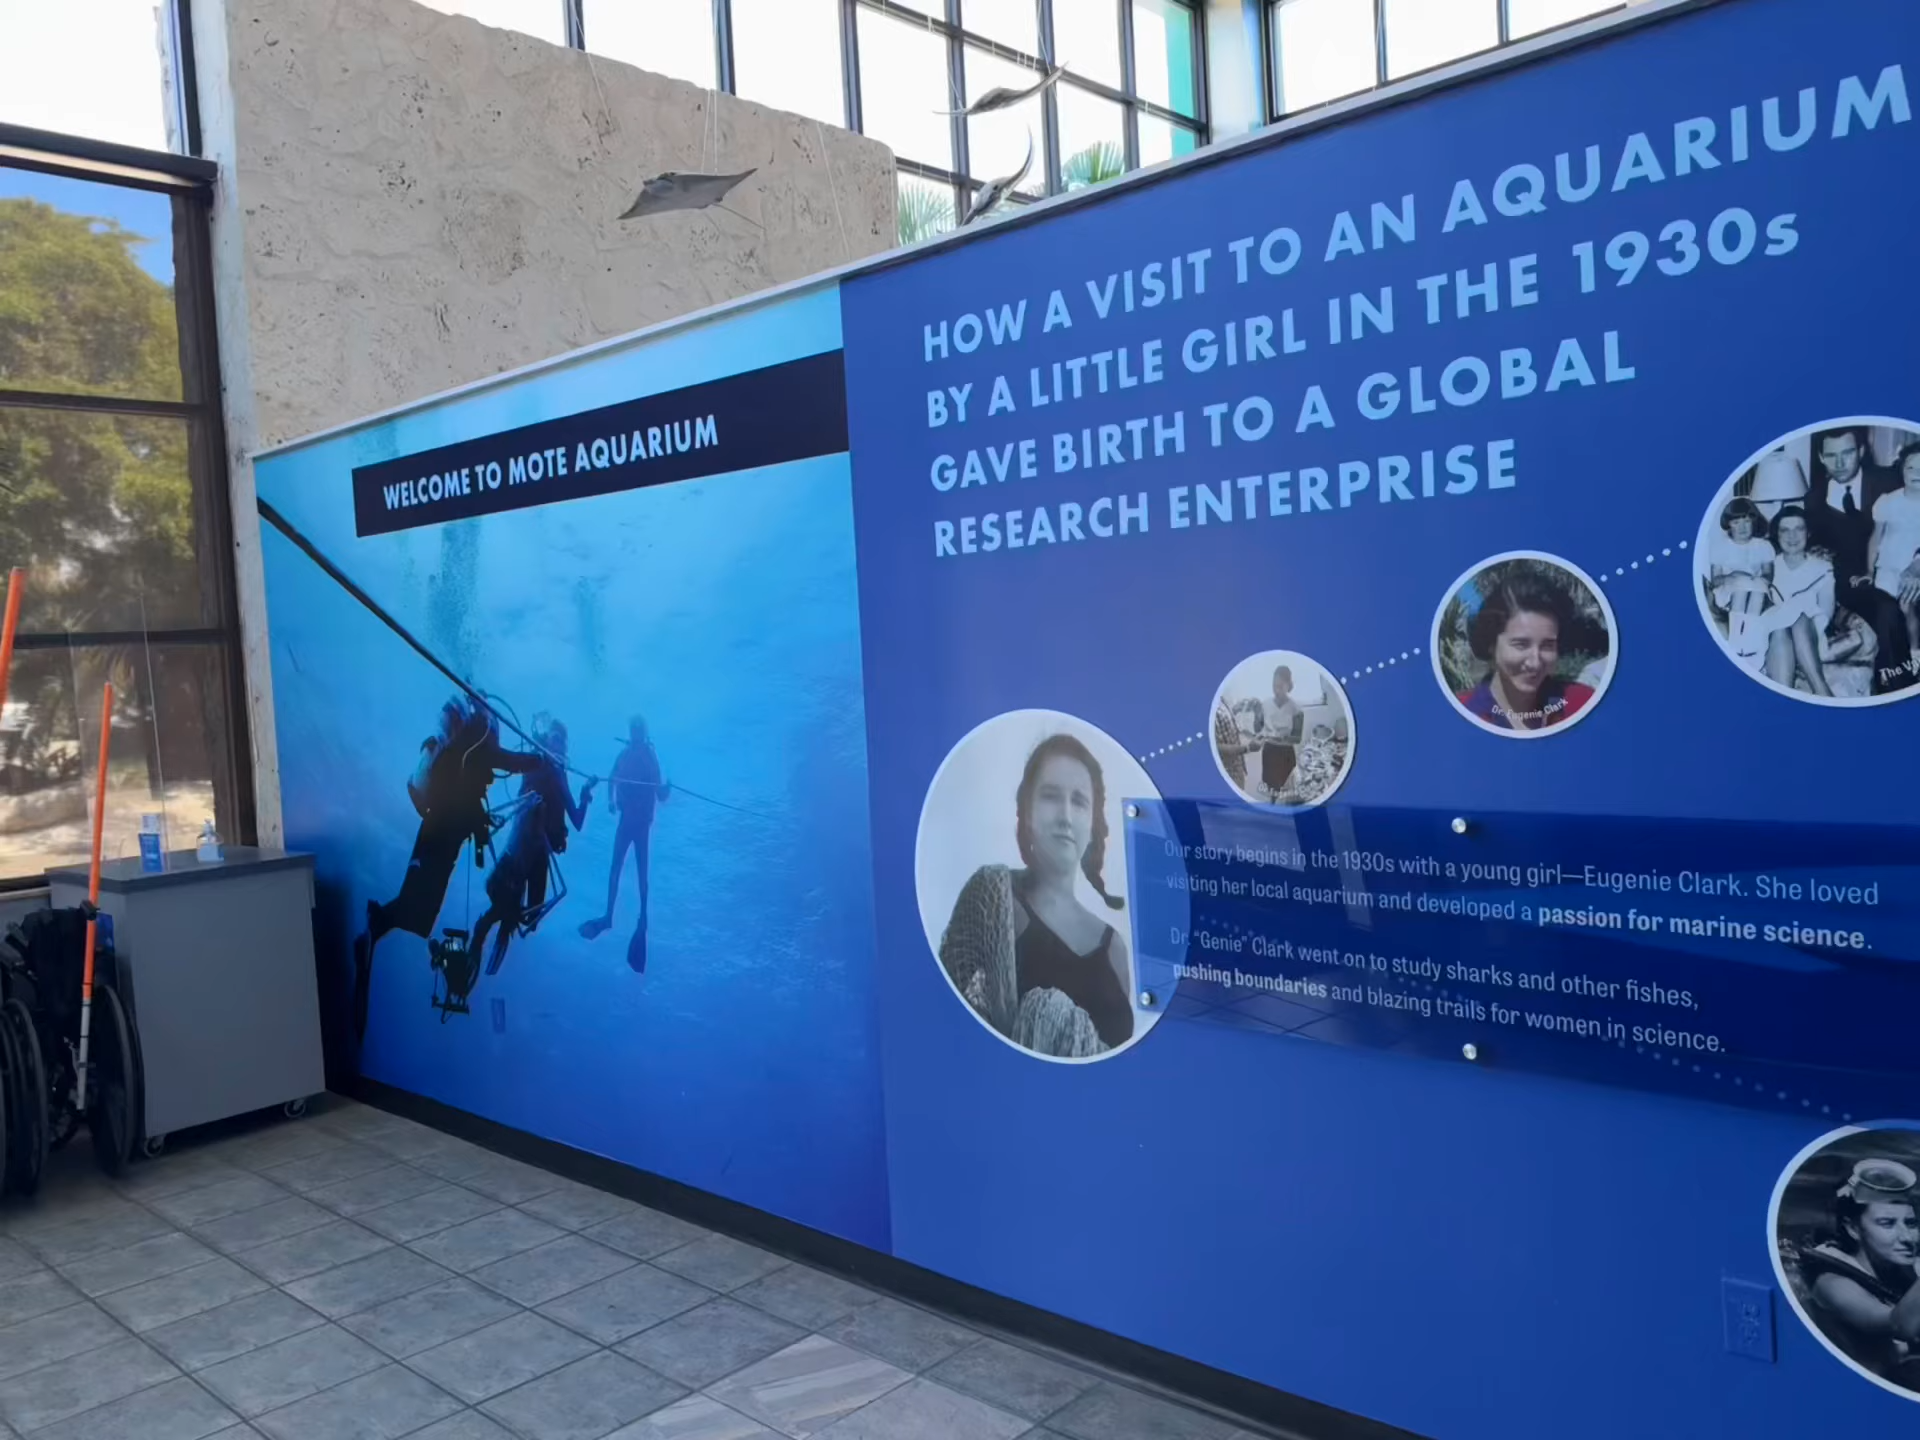 WELCOME TO MOTE AQUARIUM
HOW A VISIT TO AN AQUARIUM
BY A LITTLE GIRL IN THE 1930s
GAVE BIRTH TO A GLOBAL
RESEARCH ENTERPRISE
The
Dr. Eugenie Clark
Dr. Eugenie
Our story begins in the 1930s with a young girl—Eugenie Clark. She loved
visiting her local aquarium and developed a passion for marine science.
Dr. “Genie” Clark went on to study sharks and other fishes,
pushing boundaries and blazing trails for women in science.